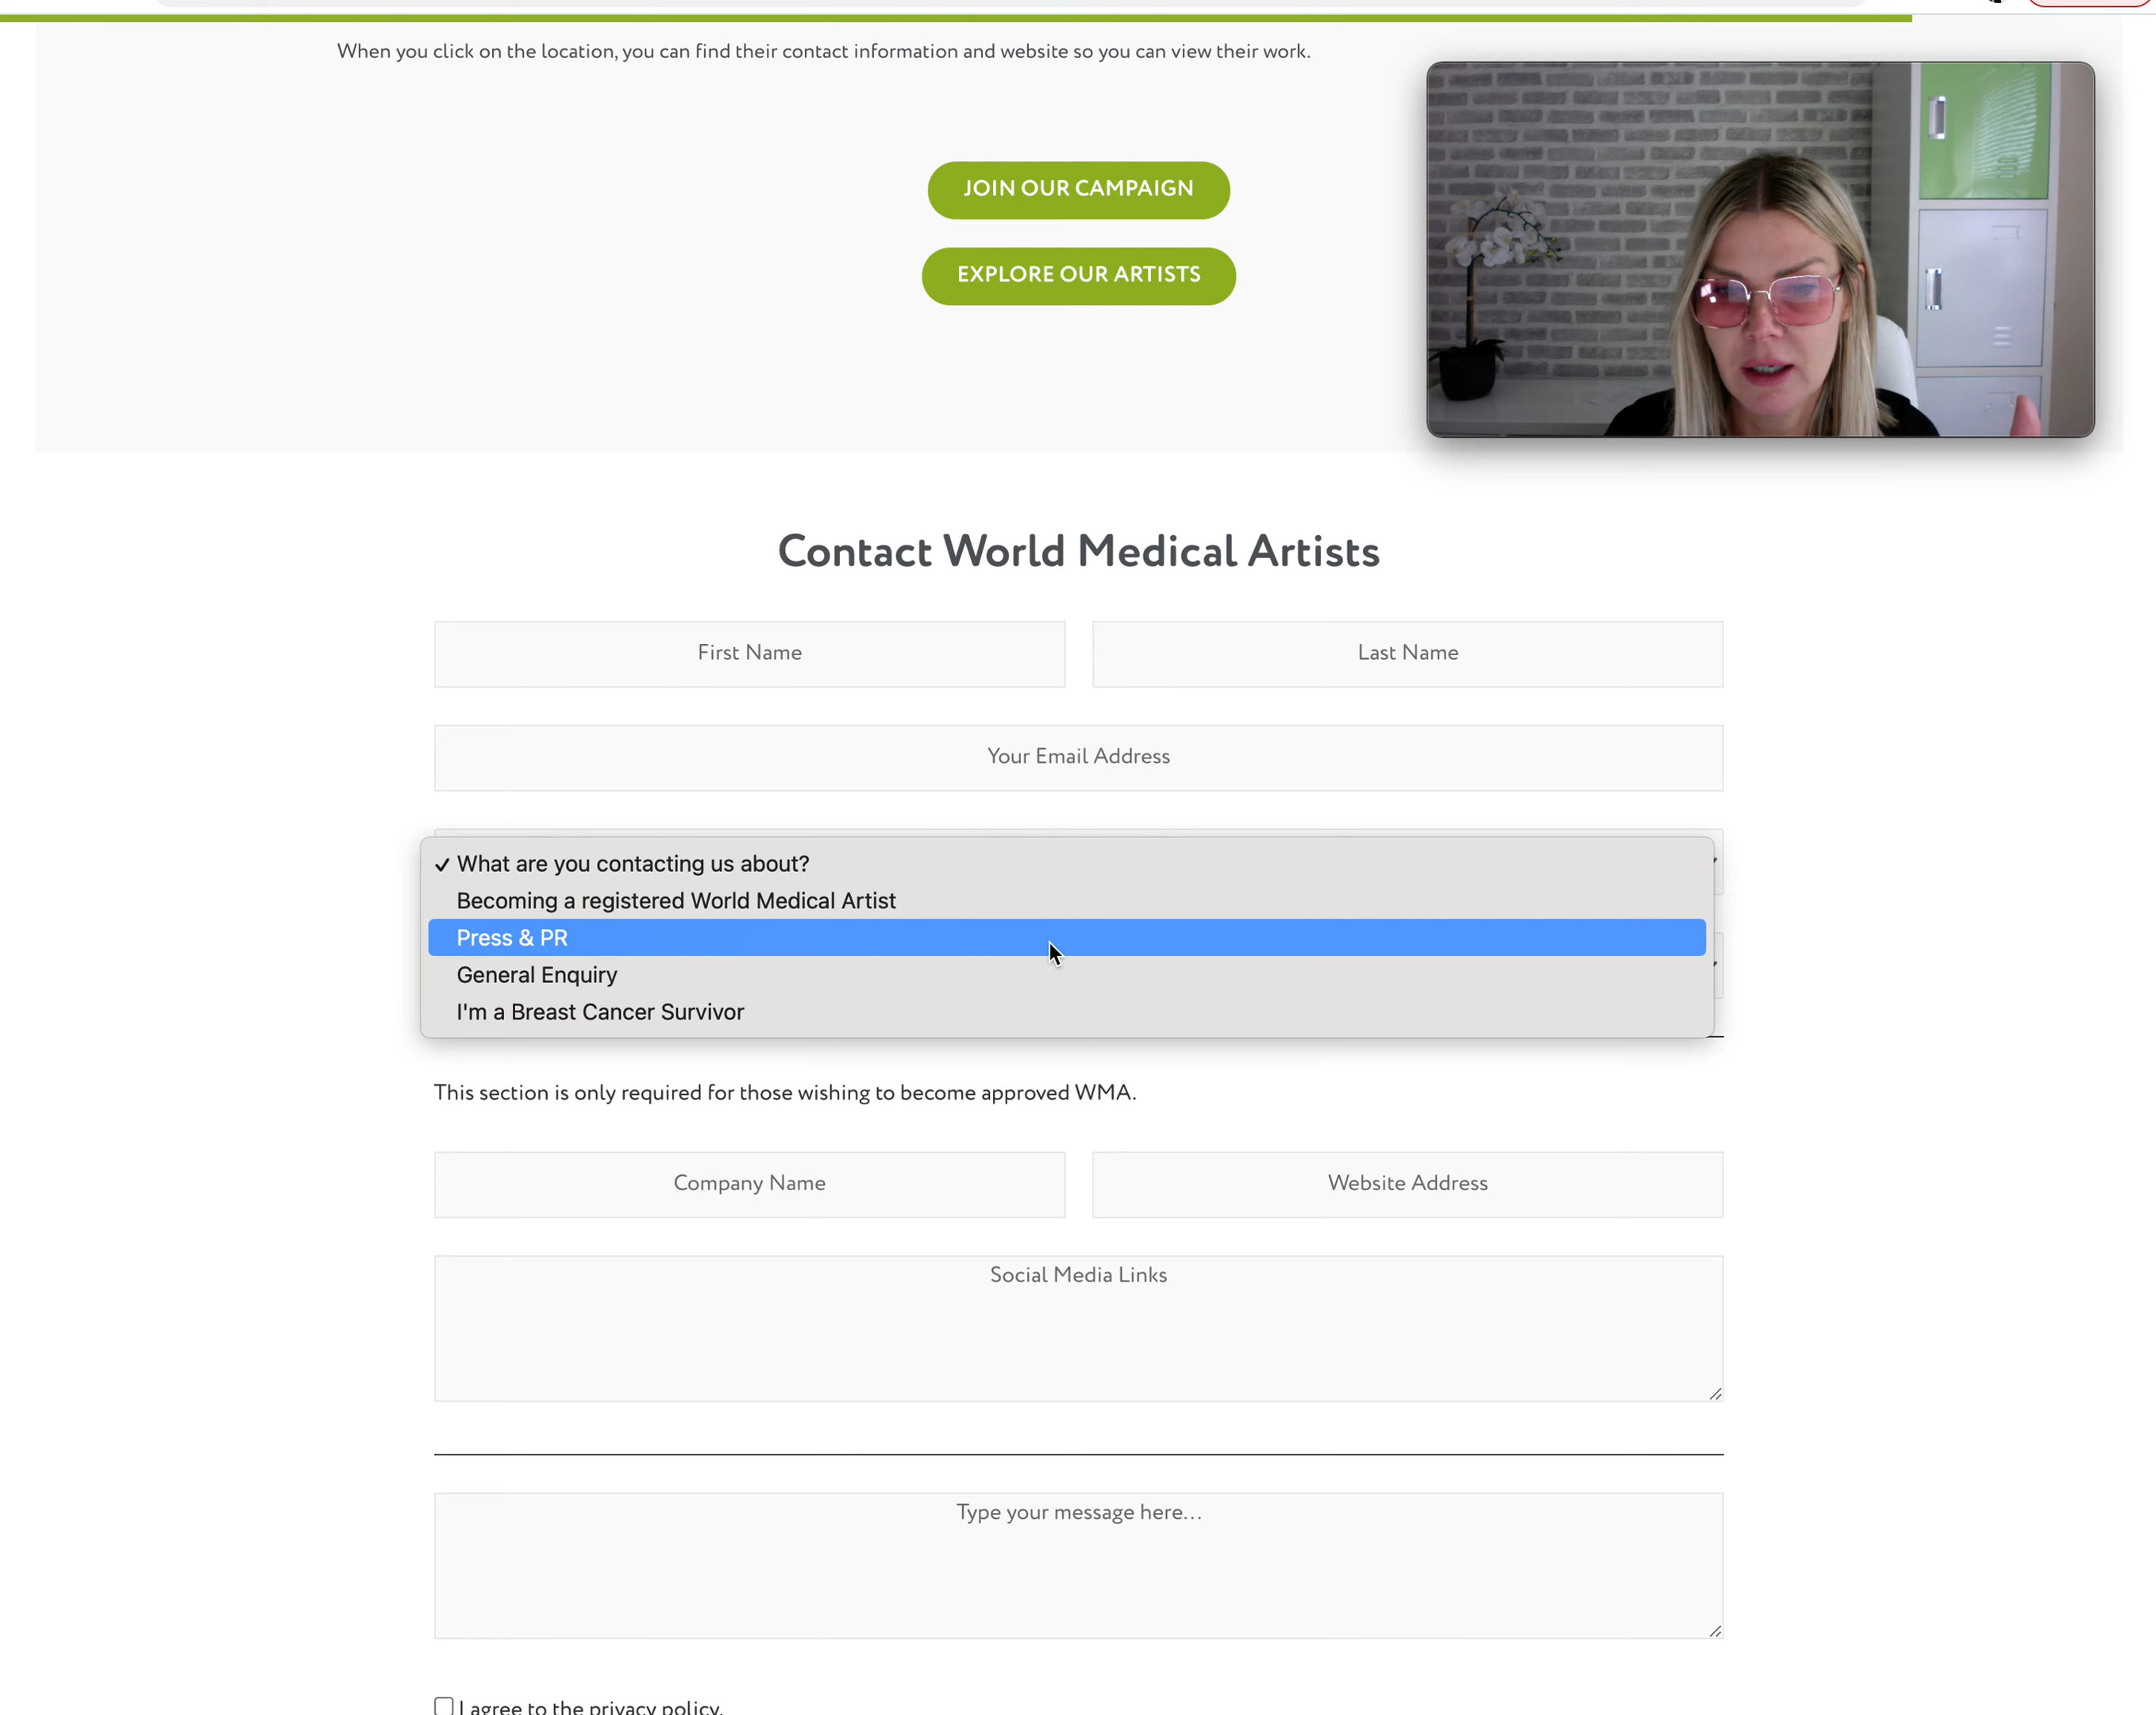 When you click on the location, you can find their contact information and website so you can view their work.
JOIN OUR CAMPAIGN
EXPLORE OUR ARTISTS
Contact World Medical Artists
First Name
Last Name
Your Email Address
✓ What are you contacting us about?
Becoming a registered World Medical Artist
Press & PR
General Enquiry
I'm a Breast Cancer Survivor
This section is only required for those wishing to become approved WMA.
Company Name
Website Address
Social Media Links
Type your message here...
I agree to the privacy policy.